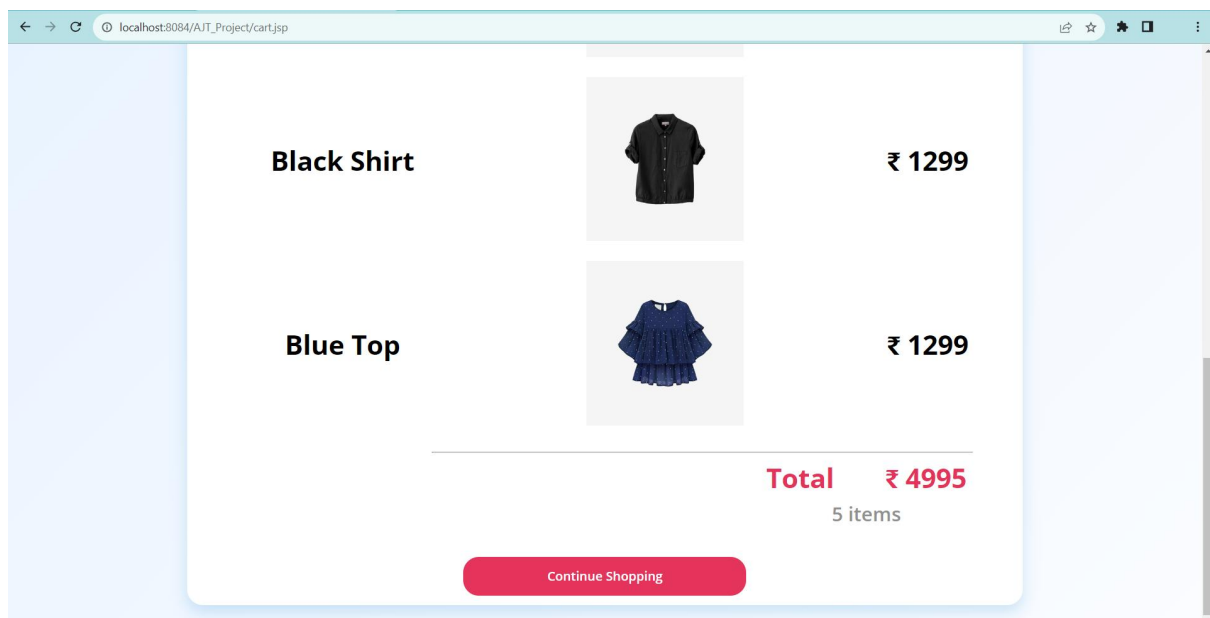 localhost:8084/AJT_Project/cart.jsp
Black Shirt ₹ 1299
Blue Top ₹ 1299
Total ₹ 4995
5 items
Continue Shopping